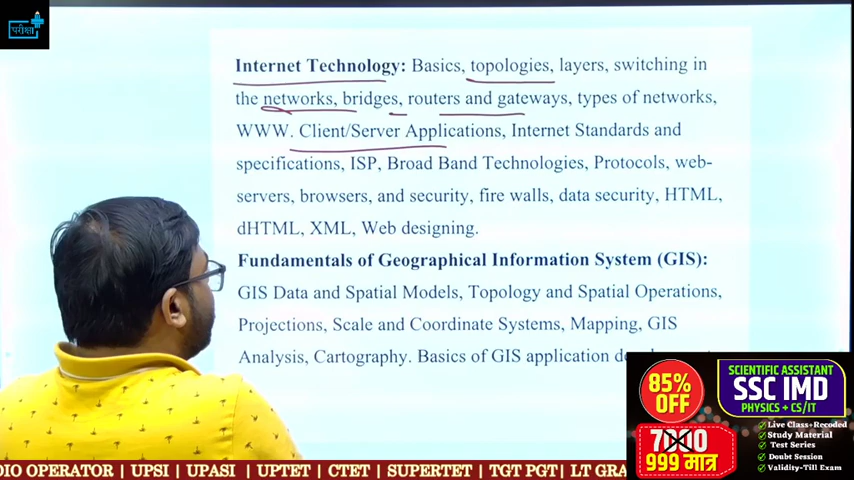 परीक्षा
Internet Technology: Basics, topologies, layers, switching in
the networks, bridges, routers and gateways, types of networks,
WWW. Client/Server Applications, Internet Standards and
specifications, ISP, Broad Band Technologies, Protocols, web-
servers, browsers, and security, fire walls, data security, HTML,
dHTML, XML, Web designing.
Fundamentals of Geographical Information System (GIS):
GIS Data and Spatial Models, Topology and Spatial Operations,
Projections, Scale and Coordinate Systems, Mapping, GIS
Analysis, Cartography. Basics of GIS application
85%
OFF
7000
999 मात्र
SCIENTIFIC ASSISTANT
SSC IMD
PHYSICS + CS/IT
Live Class+Recoded
Study Material
Test Series
Doubt Session
Validity-Till Exam
DIO OPERATOR | UPSI | UPASI | UPTET | CTET | SUPERTET | TGT PGT| LT GRA